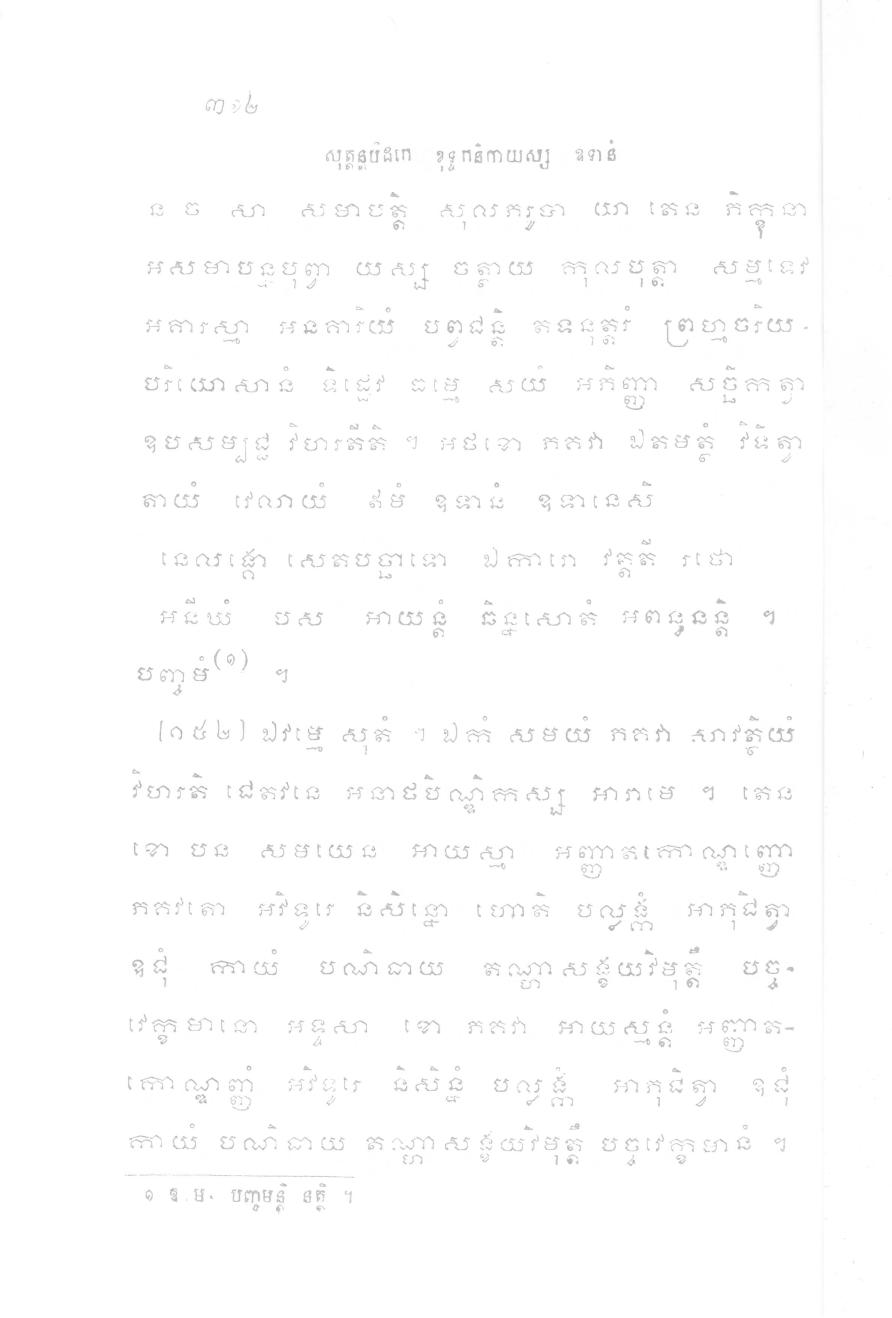 ៣១២
សុត្តន្តបិដកេ ខុទ្ទកនិកាយស្ស ឧទានំ
ន ច សា សមាបត្តិ សុលភរូបា យា តេន ភិក្ខុនា
អសមាបន្នបុព្វា យស្ស ចត្ថាយ កុលបុត្តា សម្មទេវ
អគារស្មា អនគារិយំ បព្វជន្តិ តទនុត្តរំ ព្រហ្មចរិយ-
បរិយោសានំ ទិដ្ឋេវ ធម្មេ សយំ អភិញ្ញា សច្ឆិកត្វា
ឧបសម្បជ្ជ វិហរតីតិ ។ អថខោ ភគវា ឯតមត្ថំ វិទិត្វា
តាយំ វេលាយំ ឥមំ ឧទានំ ឧទានេសិ
នេលង្គោ សេតបច្ឆាទោ ឯការោ វត្តតី រថោ
អនីឃំ បស អាយន្តំ ឆិន្នសោតំ អពន្ធនន្តិ ។
បញ្ចមំ(១) ។
[១៥២] ឯវម្មេ សុតំ ។ ឯកំ សមយំ ភគវា សាវត្ថិយំ
វិហរតិ ជេតវនេ អនាថបិណ្ឌិកស្ស អារាមេ ។ តេន
ខោ បន សមយេន អាយស្មា អញ្ញាតកោណ្ឌញ្ញោ
ភគវតោ អវិទូរេ និសិន្នោ ហោតិ បល្លង្កំ អាភុជិត្វា
ឧជុំ កាយំ បណិធាយ តណ្ហាសង្ខយវិមុត្តឹ បច្ច-
វេក្ខមានោ អទ្ទសា ខោ ភគវា អាយស្មន្តំ អញ្ញាត-
កោណ្ឌញ្ញំ អវិទូរេ និសិន្នំ បល្លង្កំ អាភុជិត្វា ឧជុំ
កាយំ បណិធាយ តណ្ហាសង្ខយវិមុត្តឹ បច្ចវេក្ខមានំ ។
១ ឱ. ម. បញ្ចមន្តិ នត្ថិ ។